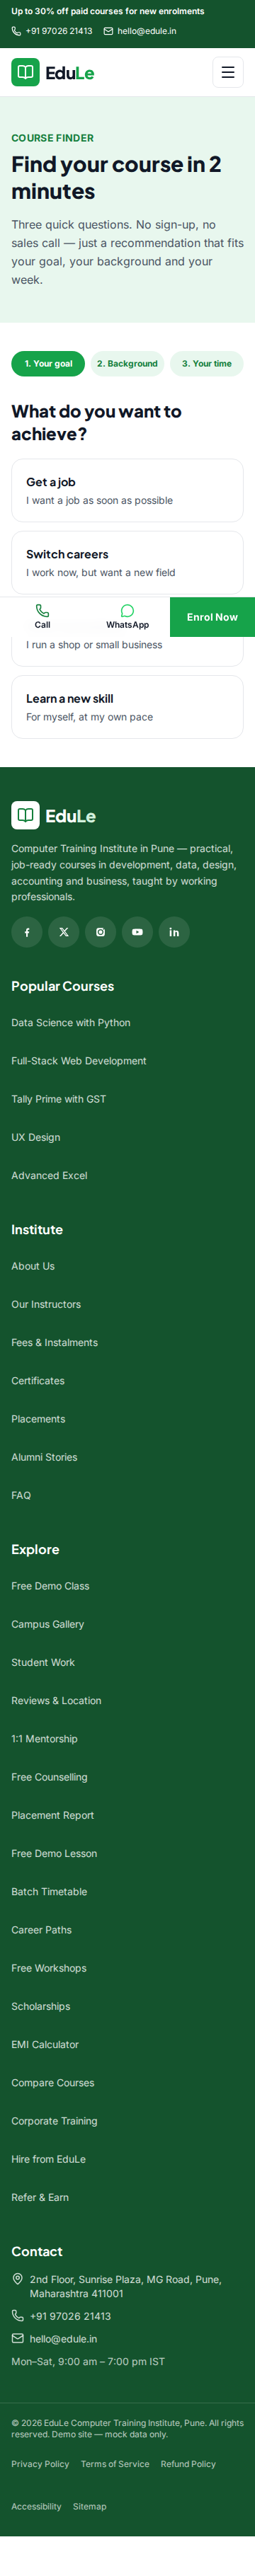 Up to 30% off paid courses for new enrolments
+91 97026 21413 hello@edule.in
EduLe
COURSE FINDER
Find your course in 2
minutes
Three quick questions. No sign-up, no
sales call — just a recommendation that fits
your goal, your background and your
week.
1. Your goal 2. Background 3. Your time
What do you want to
achieve?
Get a job
I want a job as soon as possible
Switch careers
I work now, but want a new field
Call WhatsApp Enrol Now
I run a shop or small business
Learn a new skill
For myself, at my own pace
EduLe
Computer Training Institute in Pune — practical,
job-ready courses in development, data, design,
accounting and business, taught by working
professionals.
Popular Courses
Data Science with Python
Full-Stack Web Development
Tally Prime with GST
UX Design
Advanced Excel
Institute
About Us
Our Instructors
Fees & Instalments
Certificates
Placements
Alumni Stories
FAQ
Explore
Free Demo Class
Campus Gallery
Student Work
Reviews & Location
1:1 Mentorship
Free Counselling
Placement Report
Free Demo Lesson
Batch Timetable
Career Paths
Free Workshops
Scholarships
EMI Calculator
Compare Courses
Corporate Training
Hire from EduLe
Refer & Earn
Contact
2nd Floor, Sunrise Plaza, MG Road, Pune,
Maharashtra 411001
+91 97026 21413
hello@edule.in
Mon–Sat, 9:00 am – 7:00 pm IST
© 2026 EduLe Computer Training Institute, Pune. All rights
reserved. Demo site — mock data only.
Privacy Policy Terms of Service Refund Policy
Accessibility Sitemap